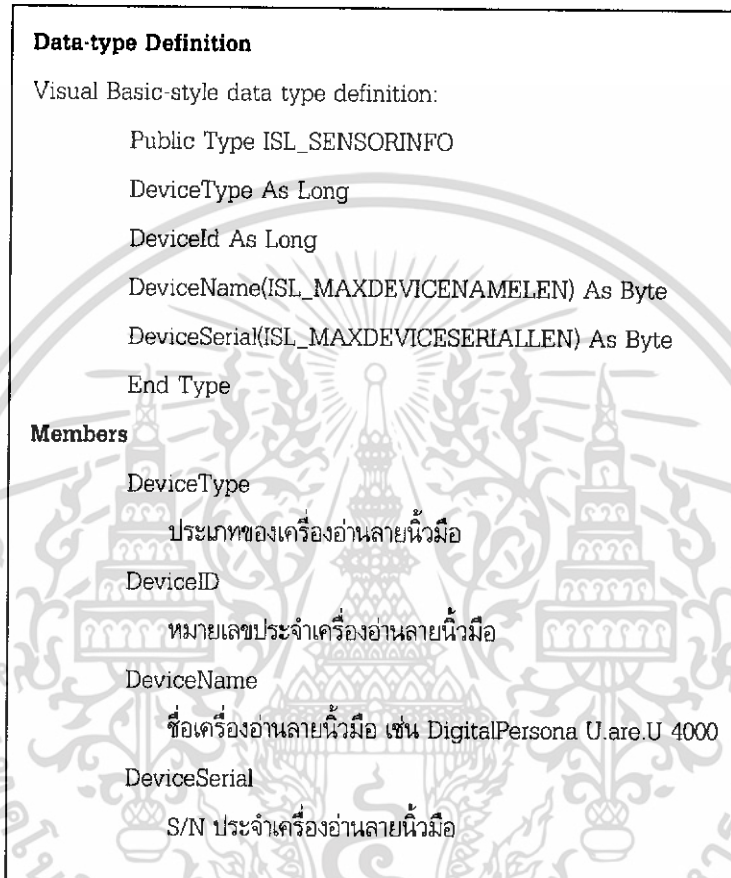 Data-type Definition
Visual Basic-style data type definition:
Public Type ISL_SENSORINFO
DeviceType As Long
DeviceId As Long
DeviceName(ISL_MAXDEVICENAMELEN) As Byte
DeviceSerial(ISL_MAXDEVICESERIALLEN) As Byte
End Type
Members
DeviceType
ประเภทของเครื่องอ่านลายนิ้วมือ
DeviceID
หมายเลขประจำเครื่องอ่านลายนิ้วมือ
DeviceName
ชื่อเครื่องอ่านลายนิ้วมือ เช่น DigitalPersona U.are.U 4000
DeviceSerial
S/N ประจำเครื่องอ่านลายนิ้วมือ